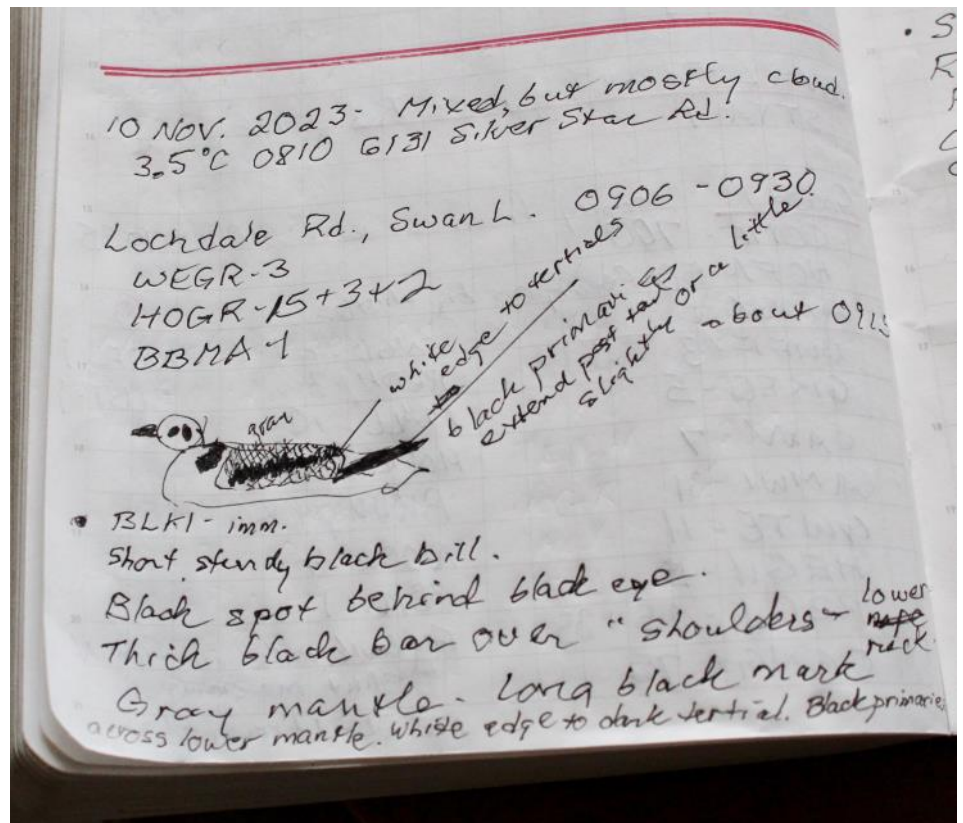 10 Nov. 2023- Mixed, but mostly cloud.
3.5°C 0810 6131 Silver Star Rd.
Lochdale Rd., Swan L. 0906 -0930
WEGR-3
HOGR-15+3+2
BBMA-1
white edge to tertials
black primaries
extend past tail
slightly or a little
about 091
gray
• BLKI- imm.
Short sturdy black bill.
Black spot behind black eye.
Thick black bar over "shoulders - lower
neck.
Gray mantle. Long black mark
across lower mantle. White edge to dark tertial. Black primaries
• S